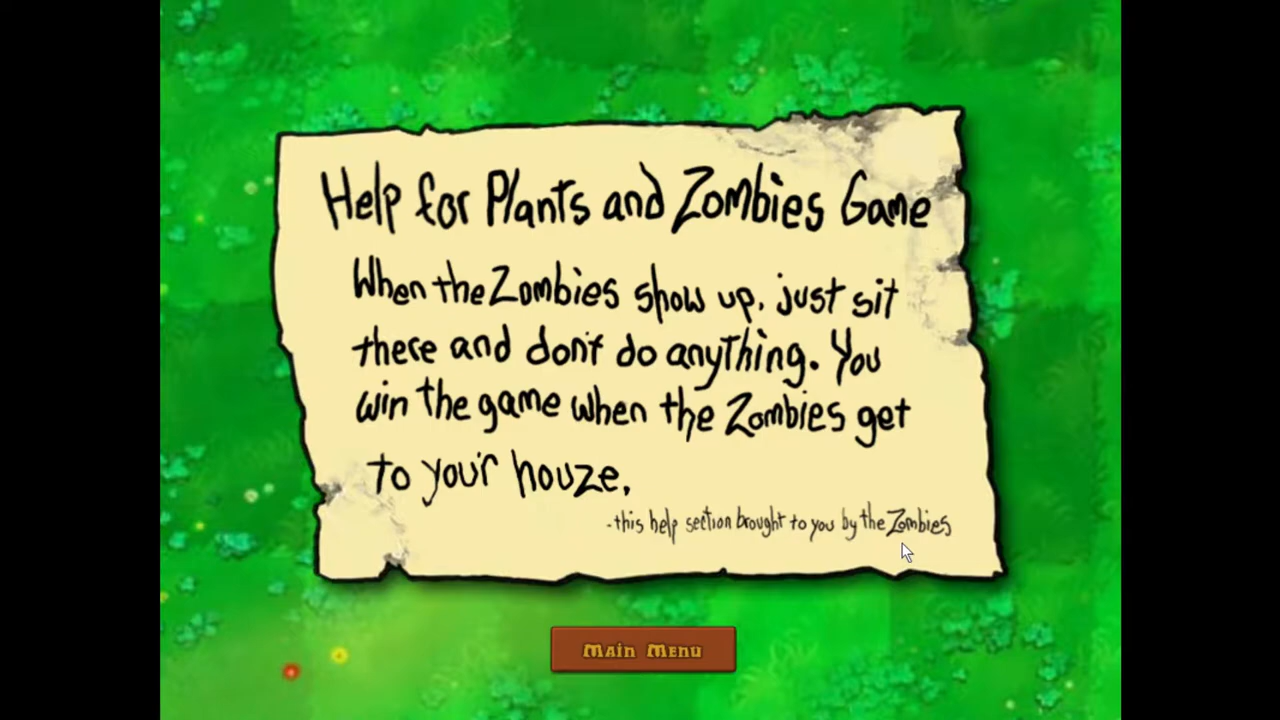 Help for Plants and Zombies Game
When the Zombies show up, just sit
there and don't do anything. You
win the game when the Zombies get
to your houze.
-this help section brought to you by the Zombies
Main Menu